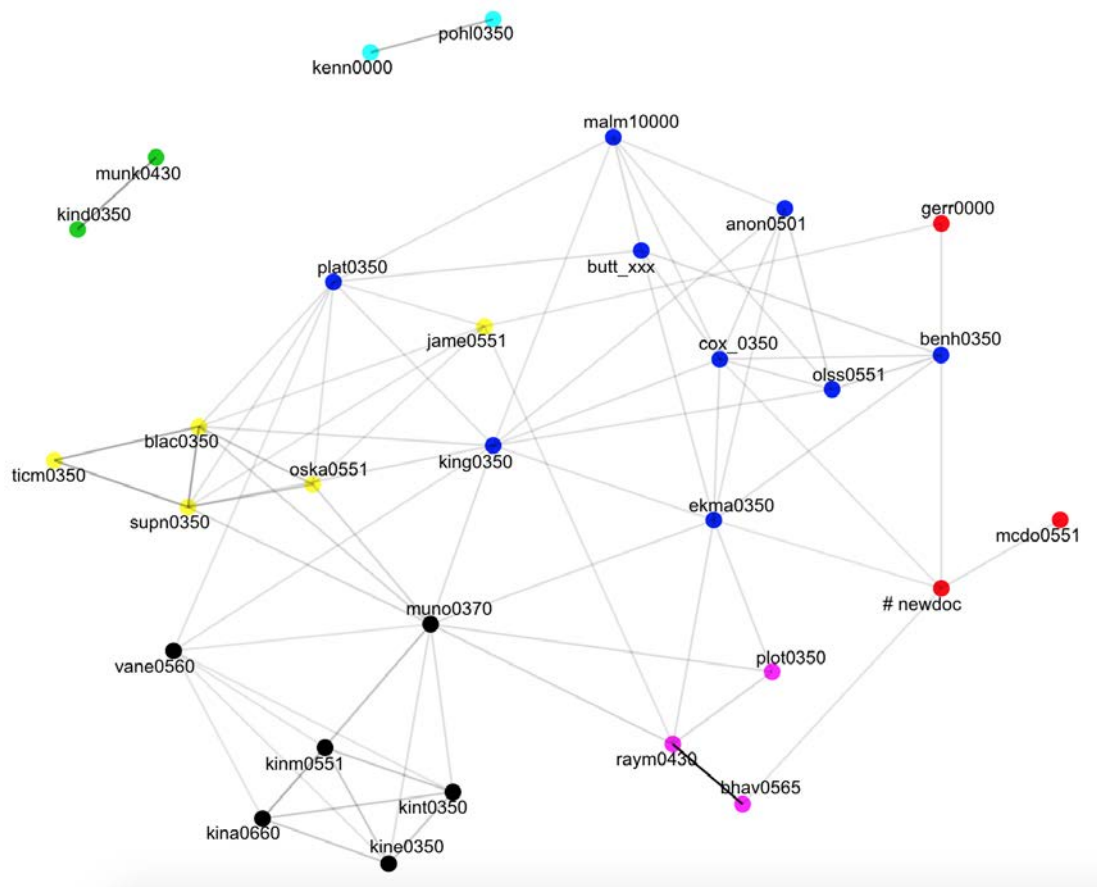 pohl0350
kenn0000
malm10000
munk0430
kind0350
gerr0000
anon0501
butt_xxx
plat0350
jame0551
cox_0350
benh0350
olss0551
blac0350
king0350
oska0551
ticm0350
supn0350
ekma0350
mcdo0551
# newdoc
muno0370
vane0560
plot0350
kinm0551
raym0430
bhav0565
kint0350
kina0660
kine0350